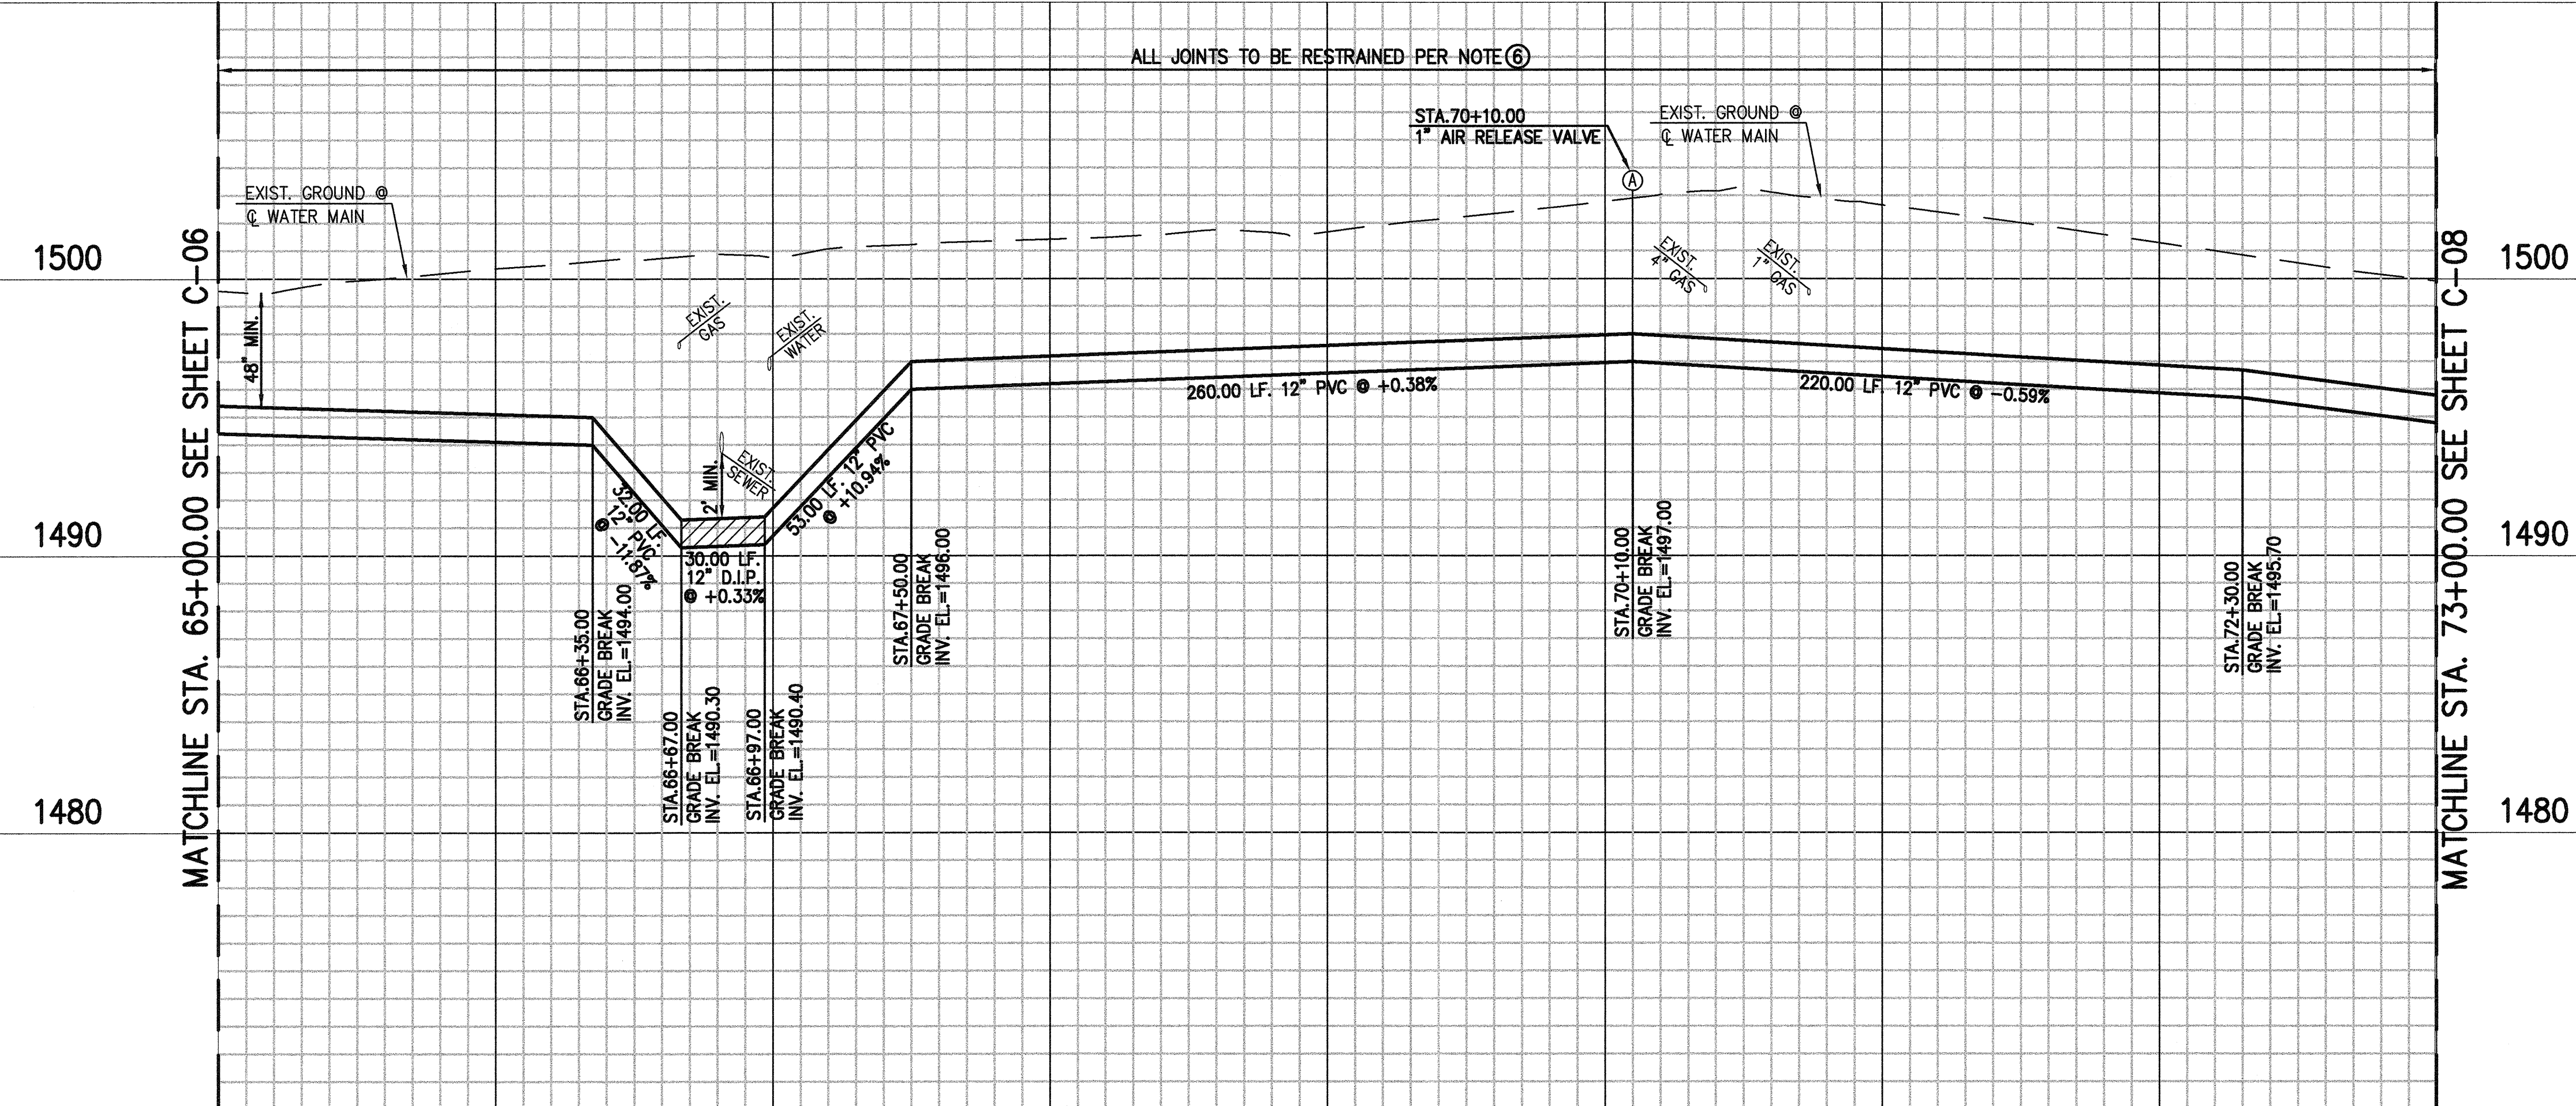 ALL JOINTS TO BE RESTRAINED PER NOTE 6
STA.70+10.00
1" AIR RELEASE VALVE
EXIST. GROUND @
℄ WATER MAIN
A
EXIST. GROUND @
℄ WATER MAIN
1500
1500
EXIST.
4" GAS
EXIST.
1" GAS
48" MIN.
EXIST.
GAS
EXIST.
WATER
260.00 LF. 12" PVC @ +0.38%
220.00 LF. 12" PVC @ -0.59%
2' MIN.
EXIST.
SEWER
32.00 LF.
12" PVC
@ -11.87%
53.00 LF. 12" PVC
@ +10.94%
30.00 LF.
12" D.I.P.
@ +0.33%
1490
1490
STA.66+35.00
GRADE BREAK
INV. EL.=1494.00
STA.66+67.00
GRADE BREAK
INV. EL.=1490.30
STA.66+97.00
GRADE BREAK
INV. EL.=1490.40
STA.67+50.00
GRADE BREAK
INV. EL.=1496.00
STA.70+10.00
GRADE BREAK
INV. EL.=1497.00
STA.72+30.00
GRADE BREAK
INV. EL.=1495.70
1480
1480
MATCHLINE STA. 65+00.00 SEE SHEET C-06
MATCHLINE STA. 73+00.00 SEE SHEET C-08